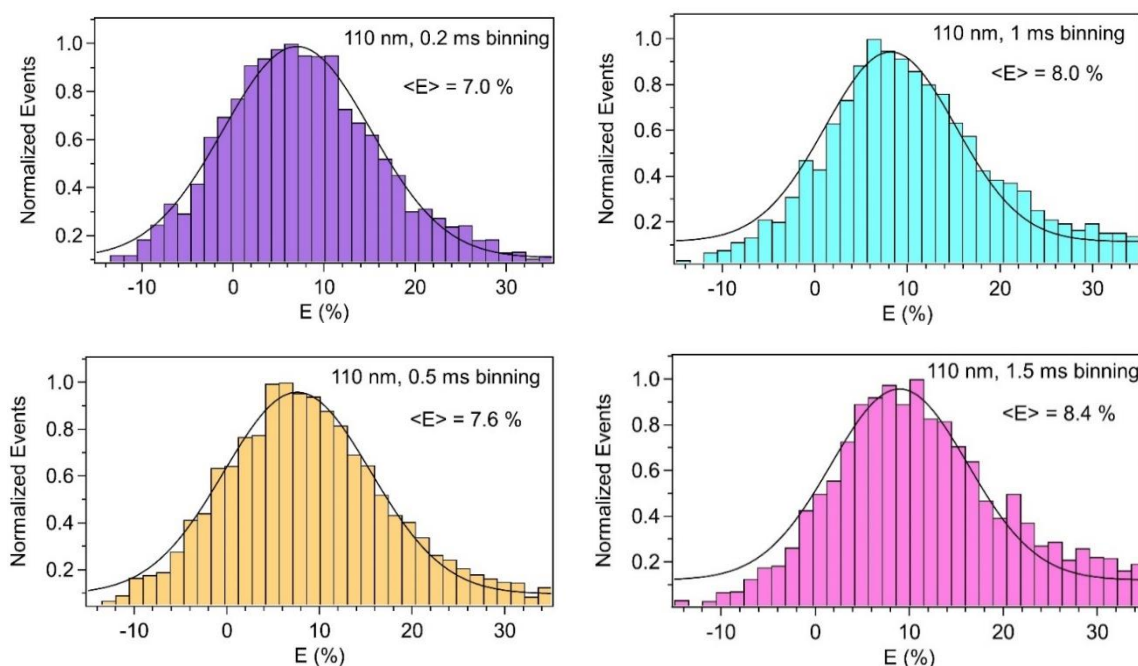 110 nm, 0.2 ms binning
<E> = 7.0 %
Normalized Events
1.0
0.8
0.6
0.4
0.2
-10 0 10 20 30
E (%)
110 nm, 1 ms binning
<E> = 8.0 %
Normalized Events
1.0
0.8
0.6
0.4
0.2
-10 0 10 20 30
E (%)
110 nm, 0.5 ms binning
<E> = 7.6 %
Normalized Events
1.0
0.8
0.6
0.4
0.2
-10 0 10 20 30
E (%)
110 nm, 1.5 ms binning
<E> = 8.4 %
Normalized Events
1.0
0.8
0.6
0.4
0.2
-10 0 10 20 30
E (%)